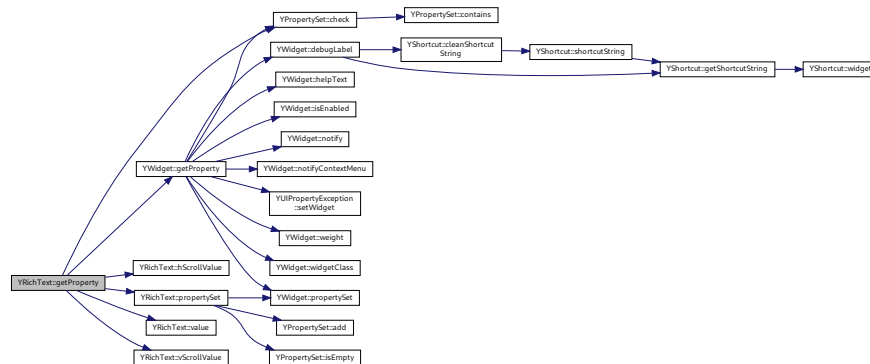 YPropertySet::check
YPropertySet::contains
YWidget::debugLabel
YShortcut::cleanShortcut
String
YShortcut::shortcutString
YShortcut::getShortcutString
YShortcut::widget
YWidget::helpText
YWidget::isEnabled
YWidget::notify
YWidget::getProperty
YWidget::notifyContextMenu
YUIPropertyException
::setWidget
YWidget::weight
YWidget::widgetClass
YRichText::getProperty
YRichText::hScrollValue
YRichText::propertySet
YWidget::propertySet
YRichText::value
YPropertySet::add
YRichText::vScrollValue
YPropertySet::isEmpty